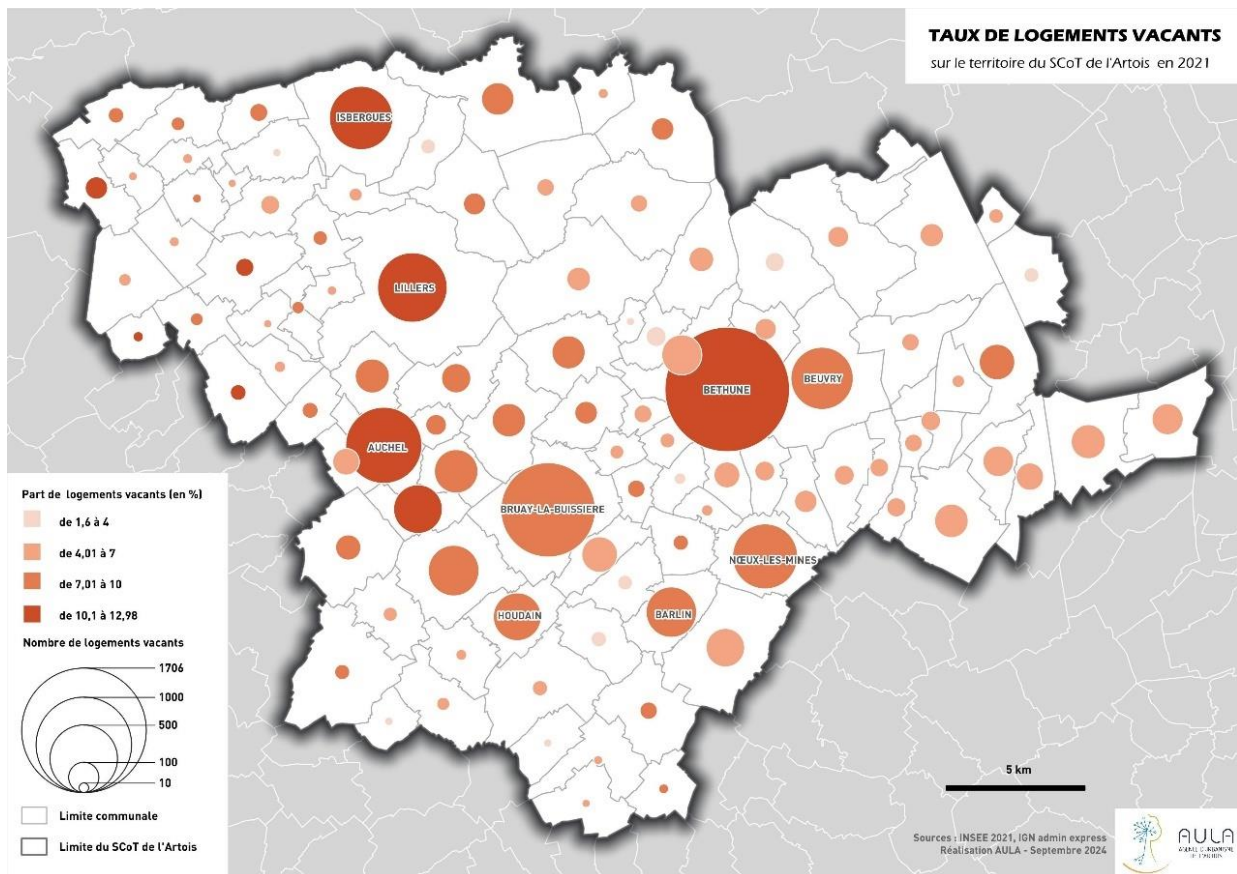 TAUX DE LOGEMENTS VACANTS
sur le territoire du SCoT de l'Artois en 2021
ISBERGUES
LILLERS
BETHUNE
BEUVRY
AUCHEL
BRUAY-LA-BUISSIERE
NŒUX-LES-MINES
HOUDAIN
BARLIN
Part de logements vacants (en %)
de 1,6 à 4
de 4,01 à 7
de 7,01 à 10
de 10,1 à 12,98
Nombre de logements vacants
1706
1000
500
100
10
Limite communale
Limite du SCoT de l'Artois
5 km
Sources : INSEE 2021, IGN admin express
Réalisation AULA - Septembre 2024
AULA
AGENCE D'URBANISME
DE L'ARTOIS